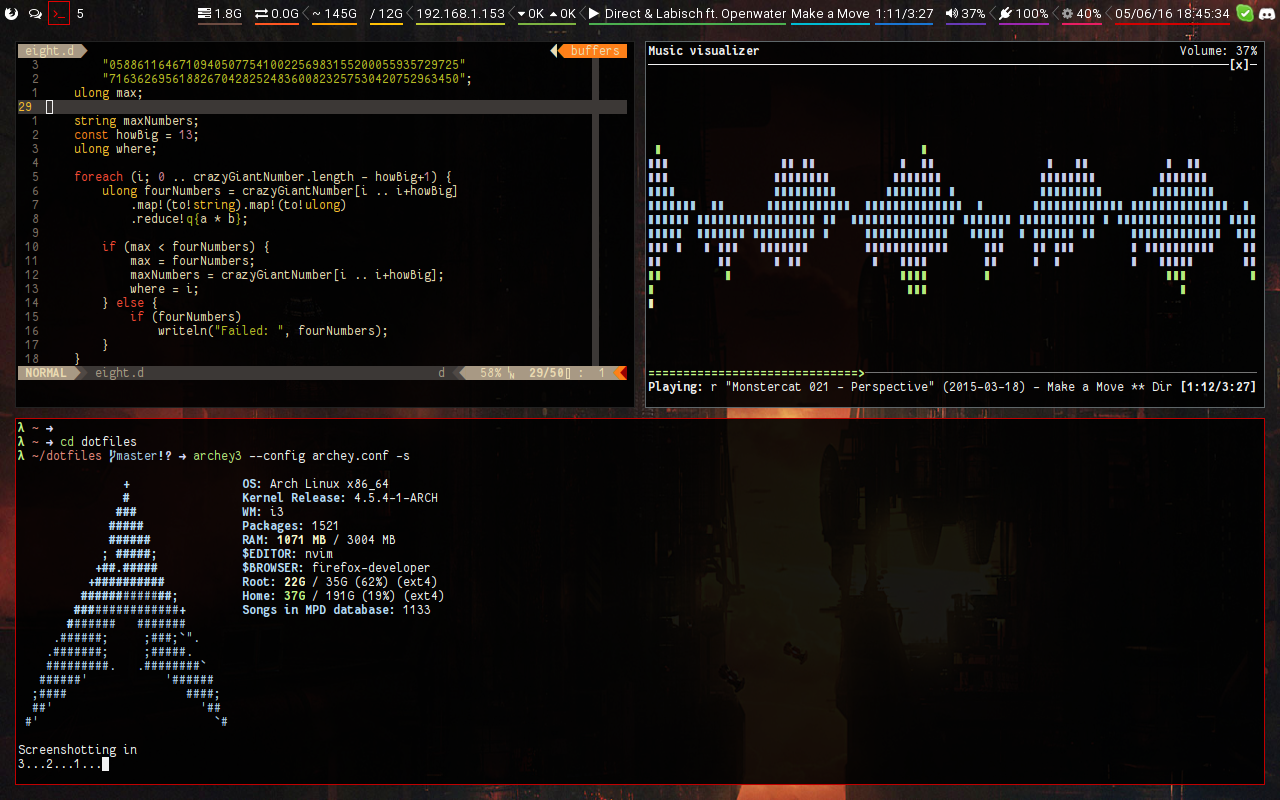 5 1.8G 0.0G ~ 145G / 12G 192.168.1.153 0K 0K Direct & Labisch ft. Openwater Make a Move 1:11/3:27 37% 100% 40% 05/06/16 18:45:34
eight.d buffers
3 "05886116467109405077541002256983155200055935729725"
2 "71636269561882670428252483600823257530420752963450";
1 ulong max;
29
1 string maxNumbers;
2 const howBig = 13;
3 ulong where;
4
5 foreach (i; 0 .. crazyGiantNumber.length - howBig+1) {
6 ulong fourNumbers = crazyGiantNumber[i .. i+howBig]
7 .map!(to!string).map!(to!ulong)
8 .reduce!q{a * b};
9
10 if (max < fourNumbers) {
11 max = fourNumbers;
12 maxNumbers = crazyGiantNumber[i .. i+howBig];
13 where = i;
14 } else {
15 if (fourNumbers)
16 writeln("Failed: ", fourNumbers);
17 }
18 }
NORMAL eight.d d 58% 29/50 : 1
Music visualizer Volume: 37%
[x]
==============================>
Playing: r "Monstercat 021 – Perspective" (2015-03-18) – Make a Move ** Dir [1:12/3:27]
λ ~ →
λ ~ → cd dotfiles
λ ~/dotfiles master!? → archey3 --config archey.conf -s
+ OS: Arch Linux x86_64
# Kernel Release: 4.5.4-1-ARCH
### WM: i3
##### Packages: 1521
###### RAM: 1071 MB / 3004 MB
; #####; $EDITOR: nvim
+##.##### $BROWSER: firefox-developer
+########## Root: 22G / 35G (62%) (ext4)
#############; Home: 37G / 191G (19%) (ext4)
###############+ Songs in MPD database: 1133
####### #######
.######; ;###;`".
.#######; ;#####.
#########. .########`
######' '######
;#### ####;
##' '##
#' `#
Screenshotting in
3...2...1...